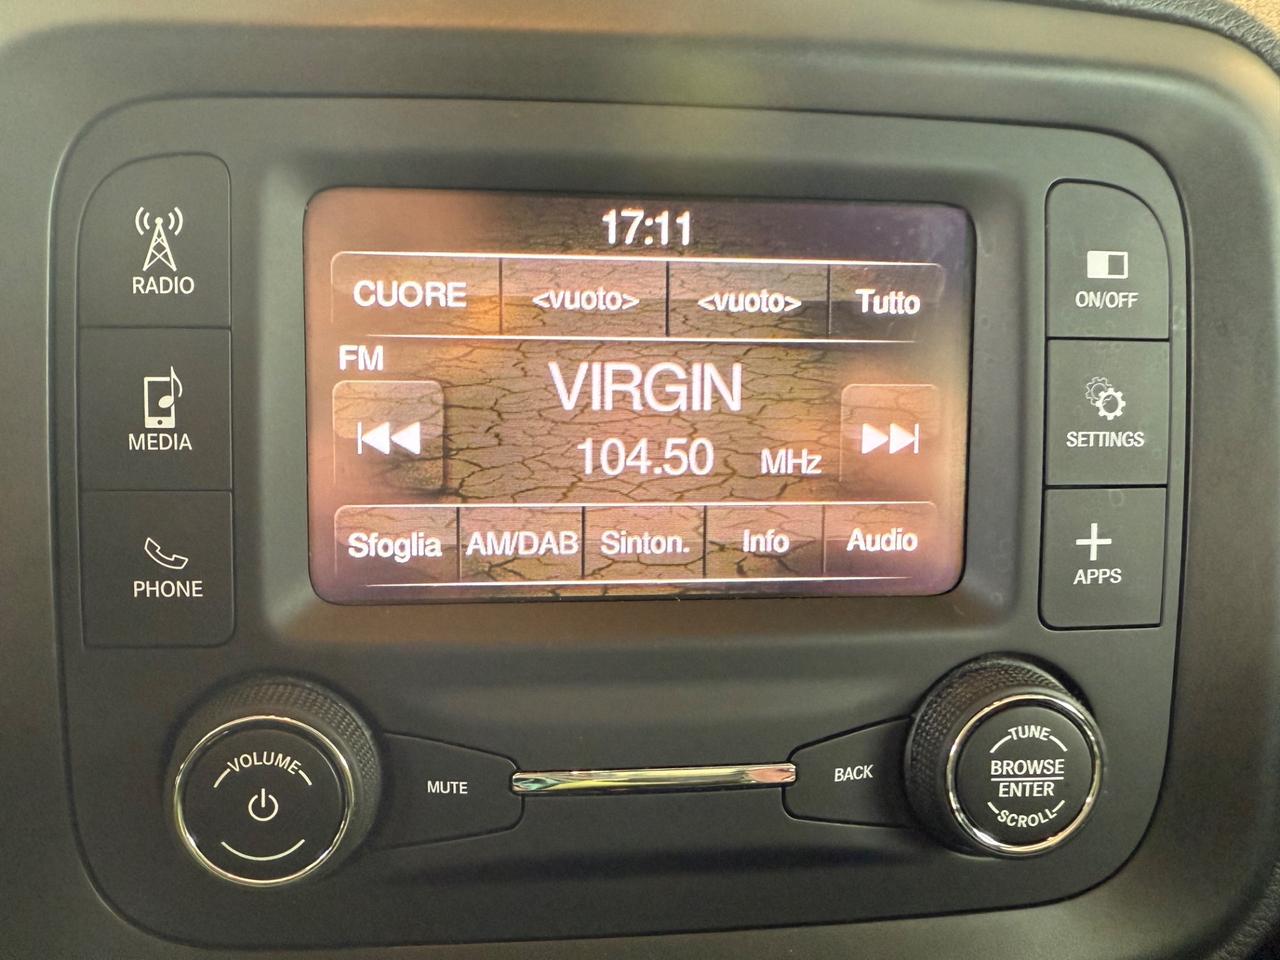 17:11
CUORE <vuoto> <vuoto> Tutto
FM
VIRGIN
104.50 MHz
Sfoglia AM/DAB Sinton. Info Audio
RADIO
MEDIA
PHONE
ON/OFF
SETTINGS
APPS
VOLUME
MUTE
BACK
TUNE
BROWSE
ENTER
SCROLL